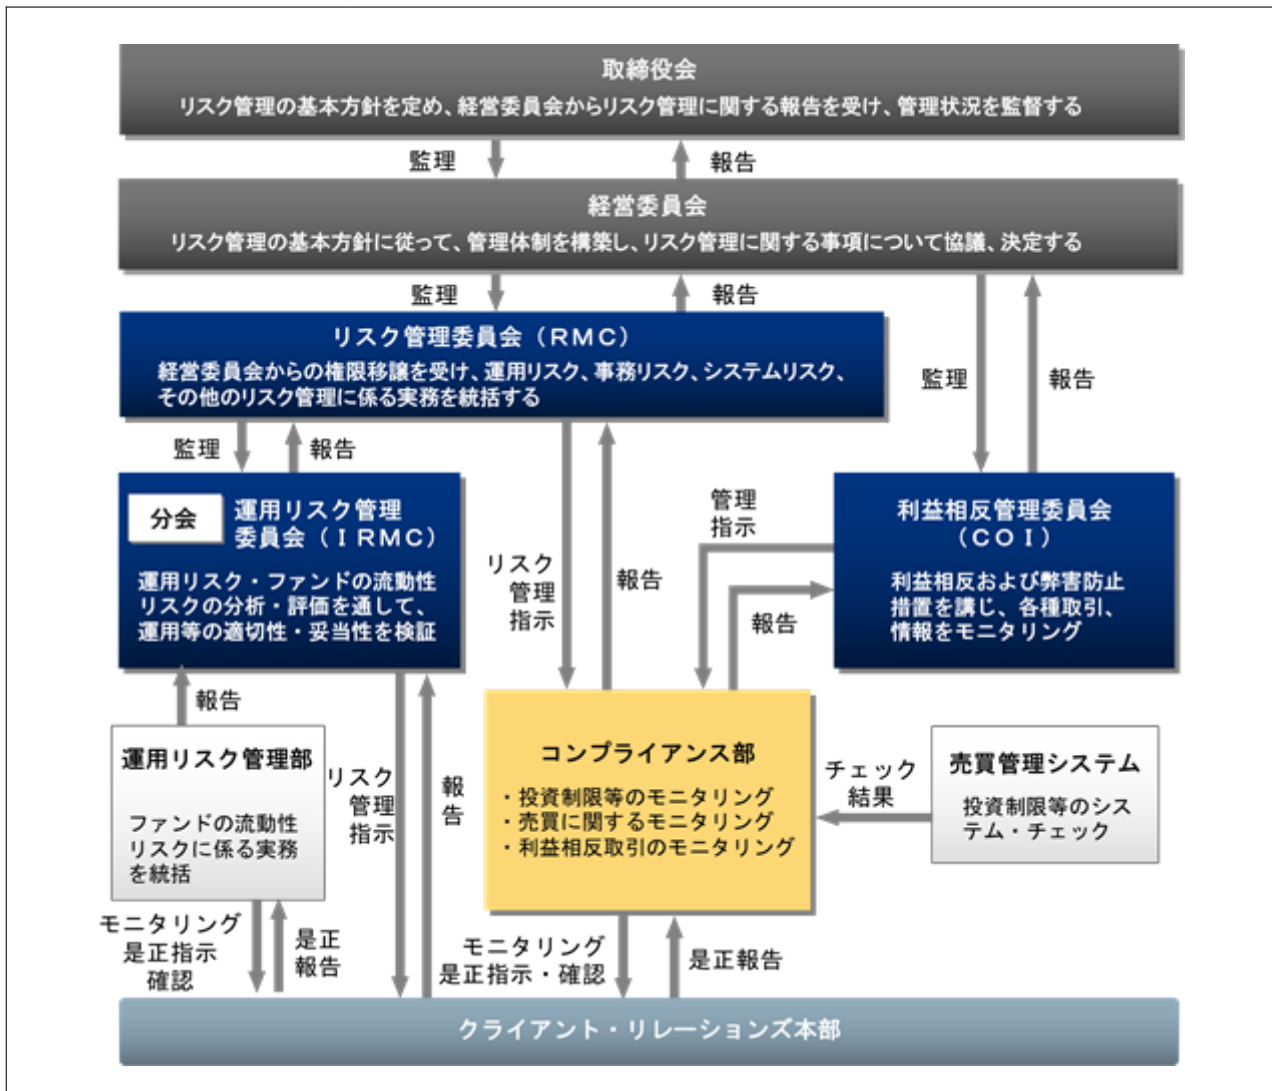 取締役会
リスク管理の基本方針を定め、経営委員会からリスク管理に関する報告を受け、管理状況を監督する
監理
報告
経営委員会
リスク管理の基本方針に従って、管理体制を構築し、リスク管理に関する事項について協議、決定する
監理
報告
リスク管理委員会（RMC）
経営委員会からの権限移譲を受け、運用リスク、事務リスク、システムリスク、
その他のリスク管理に係る実務を統括する
監理
報告
監理
報告
分会
運用リスク管理
委員会（IRMC）
運用リスク・ファンドの流動性
リスクの分析・評価を通して、
運用等の適切性・妥当性を検証
リスク
管理
指示
報告
管理
指示
報告
利益相反管理委員会
（COI）
利益相反および弊害防止
措置を講じ、各種取引、
情報をモニタリング
報告
運用リスク管理部
ファンドの流動性
リスクに係る実務
を統括
リスク
管理
指示
報告
コンプライアンス部
・投資制限等のモニタリング
・売買に関するモニタリング
・利益相反取引のモニタリング
チェック
結果
売買管理システム
投資制限等のシス
テム・チェック
モニタリング
是正指示
確認
是正
報告
モニタリング
是正指示・確認
是正報告
クライアント・リレーションズ本部